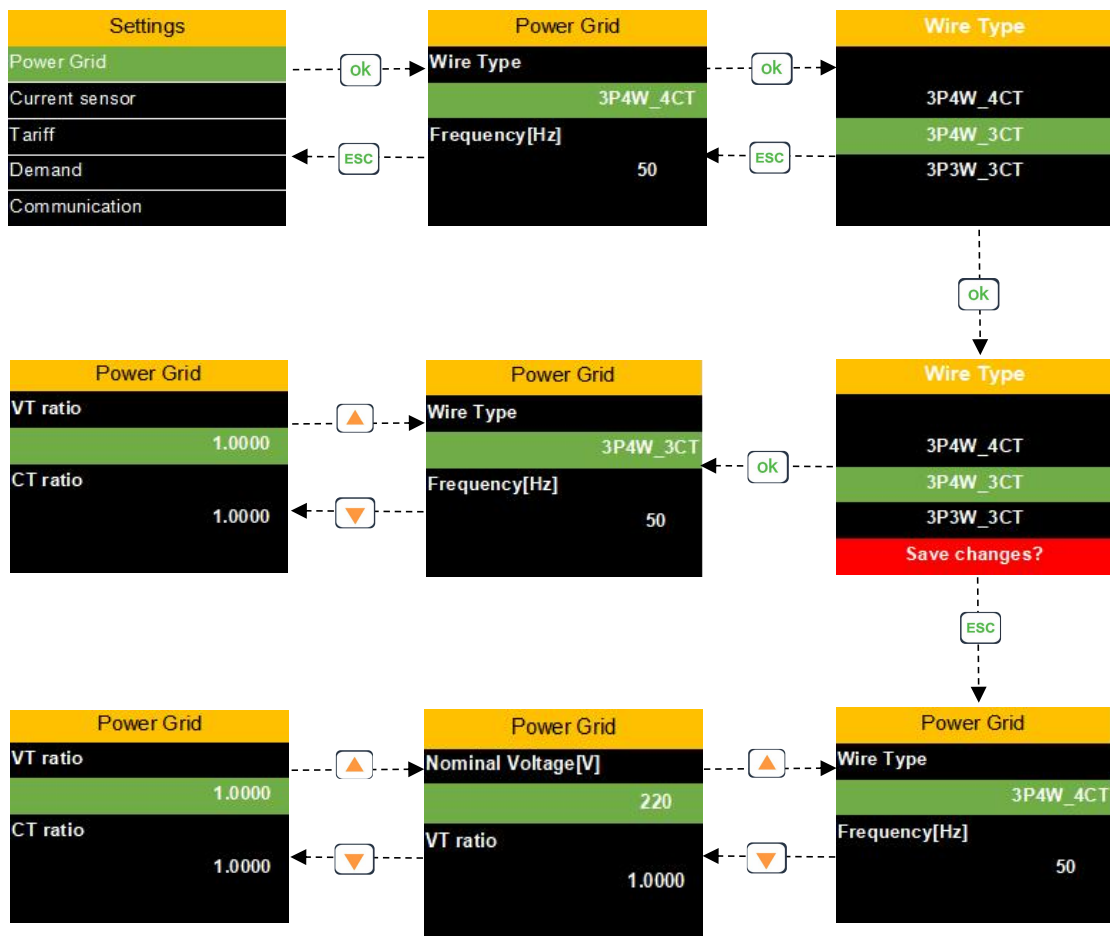 Settings
Power Grid
Current sensor
Tariff
Demand
Communication
ok
ESC
Power Grid
Wire Type
3P4W_4CT
Frequency[Hz]
50
ok
ESC
Wire Type
3P4W_4CT
3P4W_3CT
3P3W_3CT
ok
Power Grid
VT ratio
1.0000
CT ratio
1.0000
Power Grid
Wire Type
3P4W_3CT
Frequency[Hz]
50
ok
Wire Type
3P4W_4CT
3P4W_3CT
3P3W_3CT
Save changes?
ESC
Power Grid
VT ratio
1.0000
CT ratio
1.0000
Power Grid
Nominal Voltage[V]
220
VT ratio
1.0000
Power Grid
Wire Type
3P4W_4CT
Frequency[Hz]
50